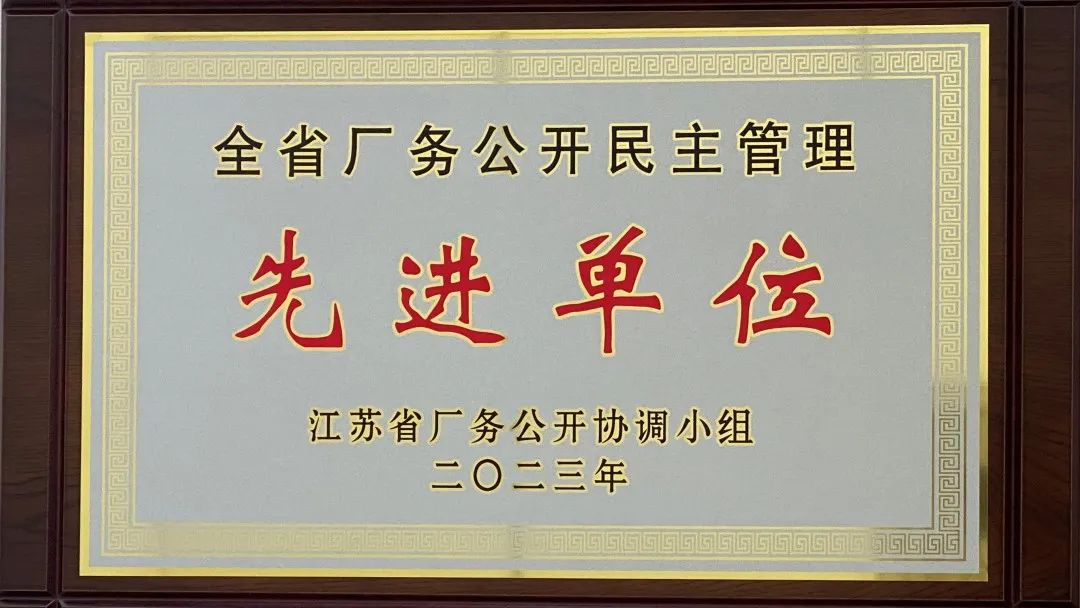 全省厂务公开民主管理
先进单位
江苏省厂务公开协调小组
二〇二三年